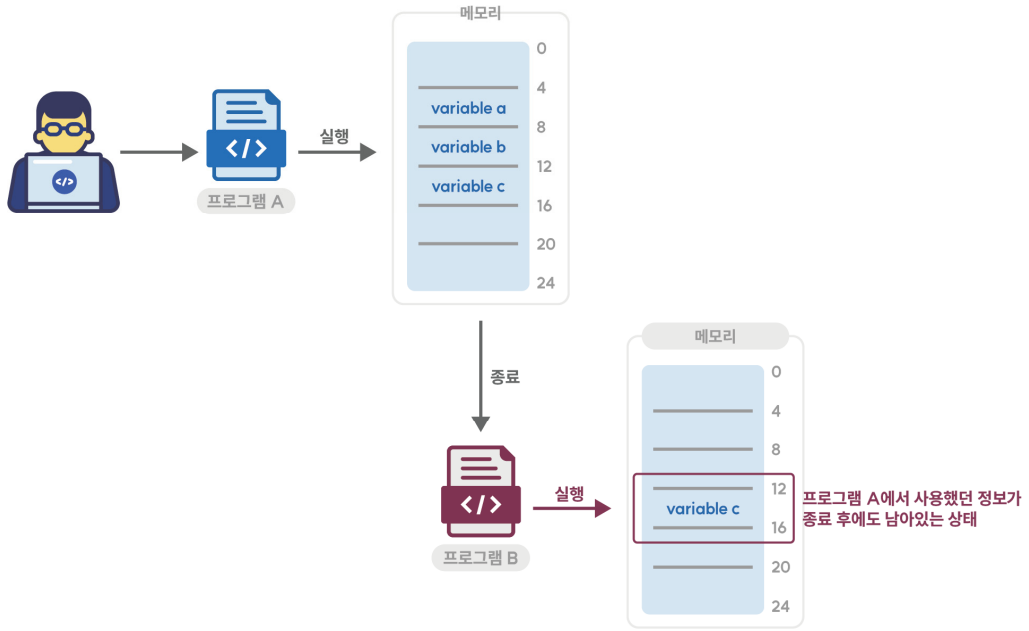 메모리
0
4
variable a
8
variable b
12
variable c
16
20
24
</>
</>
프로그램 A
실행
종료
메모리
0
4
8
12
variable c
16
20
24
</>
프로그램 B
실행
프로그램 A에서 사용했던 정보가
종료 후에도 남아있는 상태